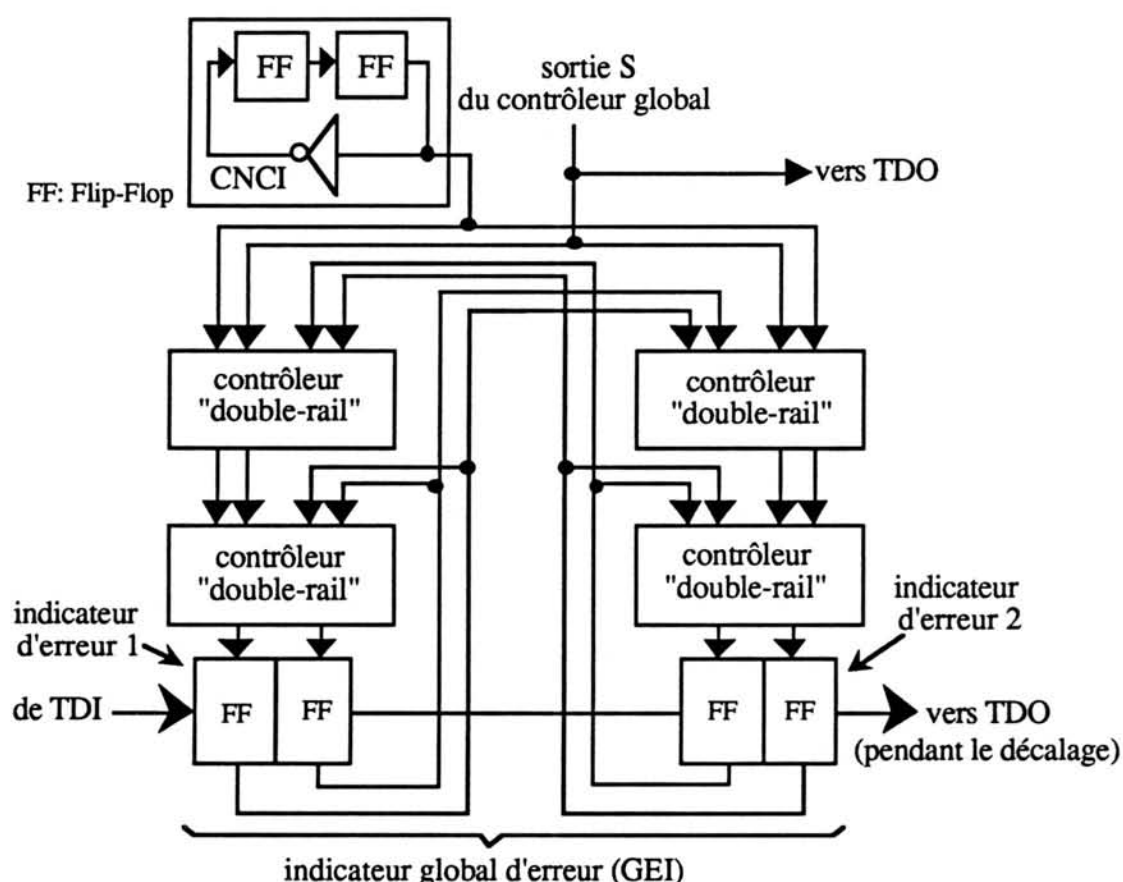 FF
FF
CNCI
FF: Flip-Flop
sortie S
du contrôleur global
vers TDO
contrôleur
"double-rail"
contrôleur
"double-rail"
contrôleur
"double-rail"
contrôleur
"double-rail"
indicateur
d'erreur 1
indicateur
d'erreur 2
de TDI
FF
FF
FF
FF
vers TDO
(pendant le décalage)
indicateur global d'erreur (GEI)